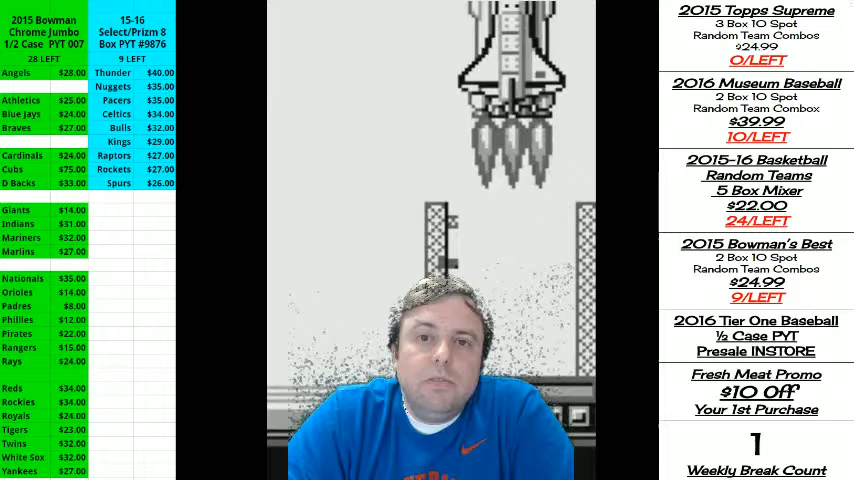 2015 Bowman
Chrome Jumbo
1/2 Case PYT 007
28 LEFT
Angels $28.00
Athletics $25.00
Blue Jays $24.00
Braves $27.00
Cardinals $24.00
Cubs $75.00
D Backs $33.00
Giants $14.00
Indians $31.00
Mariners $32.00
Marlins $27.00
Nationals $35.00
Orioles $14.00
Padres $8.00
Phillies $12.00
Pirates $22.00
Rangers $15.00
Rays $24.00
Reds $34.00
Rockies $34.00
Royals $24.00
Tigers $23.00
Twins $32.00
White Sox $32.00
Yankees $27.00
15-16
Select/Prizm 8
Box PYT #9876
9 LEFT
Thunder $40.00
Nuggets $35.00
Pacers $35.00
Celtics $34.00
Bulls $32.00
Kings $29.00
Raptors $27.00
Rockets $27.00
Spurs $26.00
2015 Topps Supreme
3 Box 10 Spot
Random Team Combos
$24.99
0/LEFT
2016 Museum Baseball
2 Box 10 Spot
Random Team Combox
$39.99
10/LEFT
2015-16 Basketball
Random Teams
5 Box Mixer
$22.00
24/LEFT
2015 Bowman's Best
2 Box 10 Spot
Random Team Combos
$24.99
9/LEFT
2016 Tier One Baseball
½ Case PYT
Presale INSTORE
Fresh Meat Promo
$10 Off
Your 1st Purchase
1
Weekly Break Count